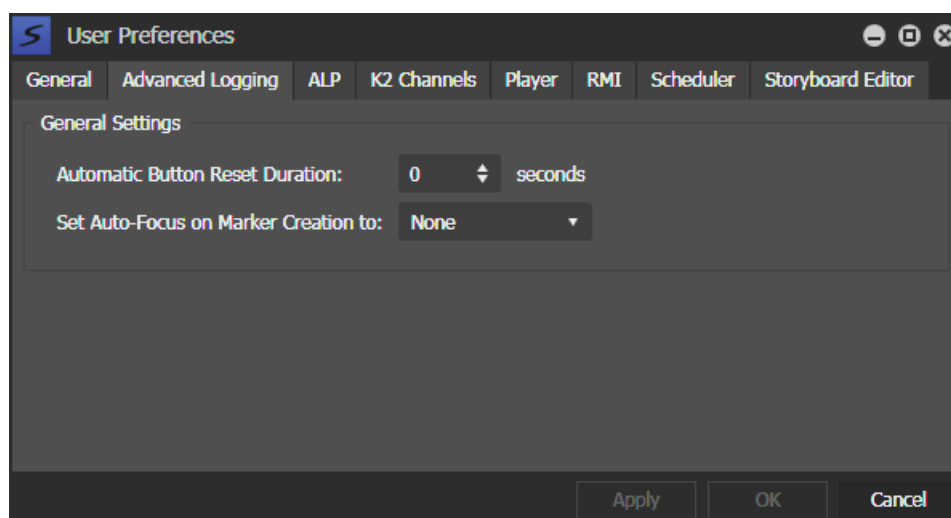 User Preferences
General Advanced Logging ALP K2 Channels Player RMI Scheduler Storyboard Editor
General Settings
Automatic Button Reset Duration: 0 seconds
Set Auto-Focus on Marker Creation to: None
Apply OK Cancel